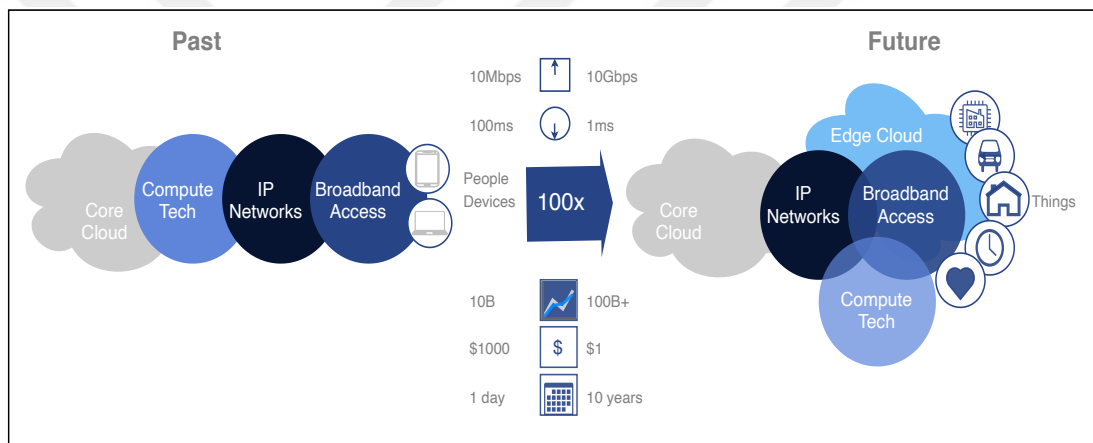 Past
Future
10Mbps
10Gbps
100ms
1ms
Core
Cloud
Compute
Tech
IP
Networks
Broadband
Access
People
Devices
100x
10B
100B+
$1000
$
$1
1 day
10 years
Core
Cloud
IP
Networks
Edge Cloud
Broadband
Access
Compute
Tech
Things